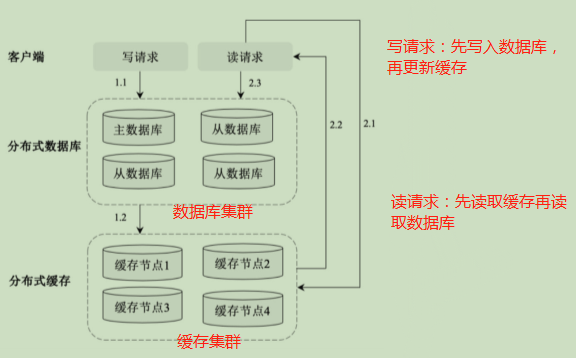 客户端
写请求
读请求
写请求：先写入数据库，
再更新缓存
1.1
2.3
2.2
2.1
分布式数据库
主数据库
从数据库
从数据库
从数据库
数据库集群
读请求：先读取缓存再读
取数据库
1.2
分布式缓存
缓存节点1
缓存节点2
缓存节点3
缓存节点4
缓存集群